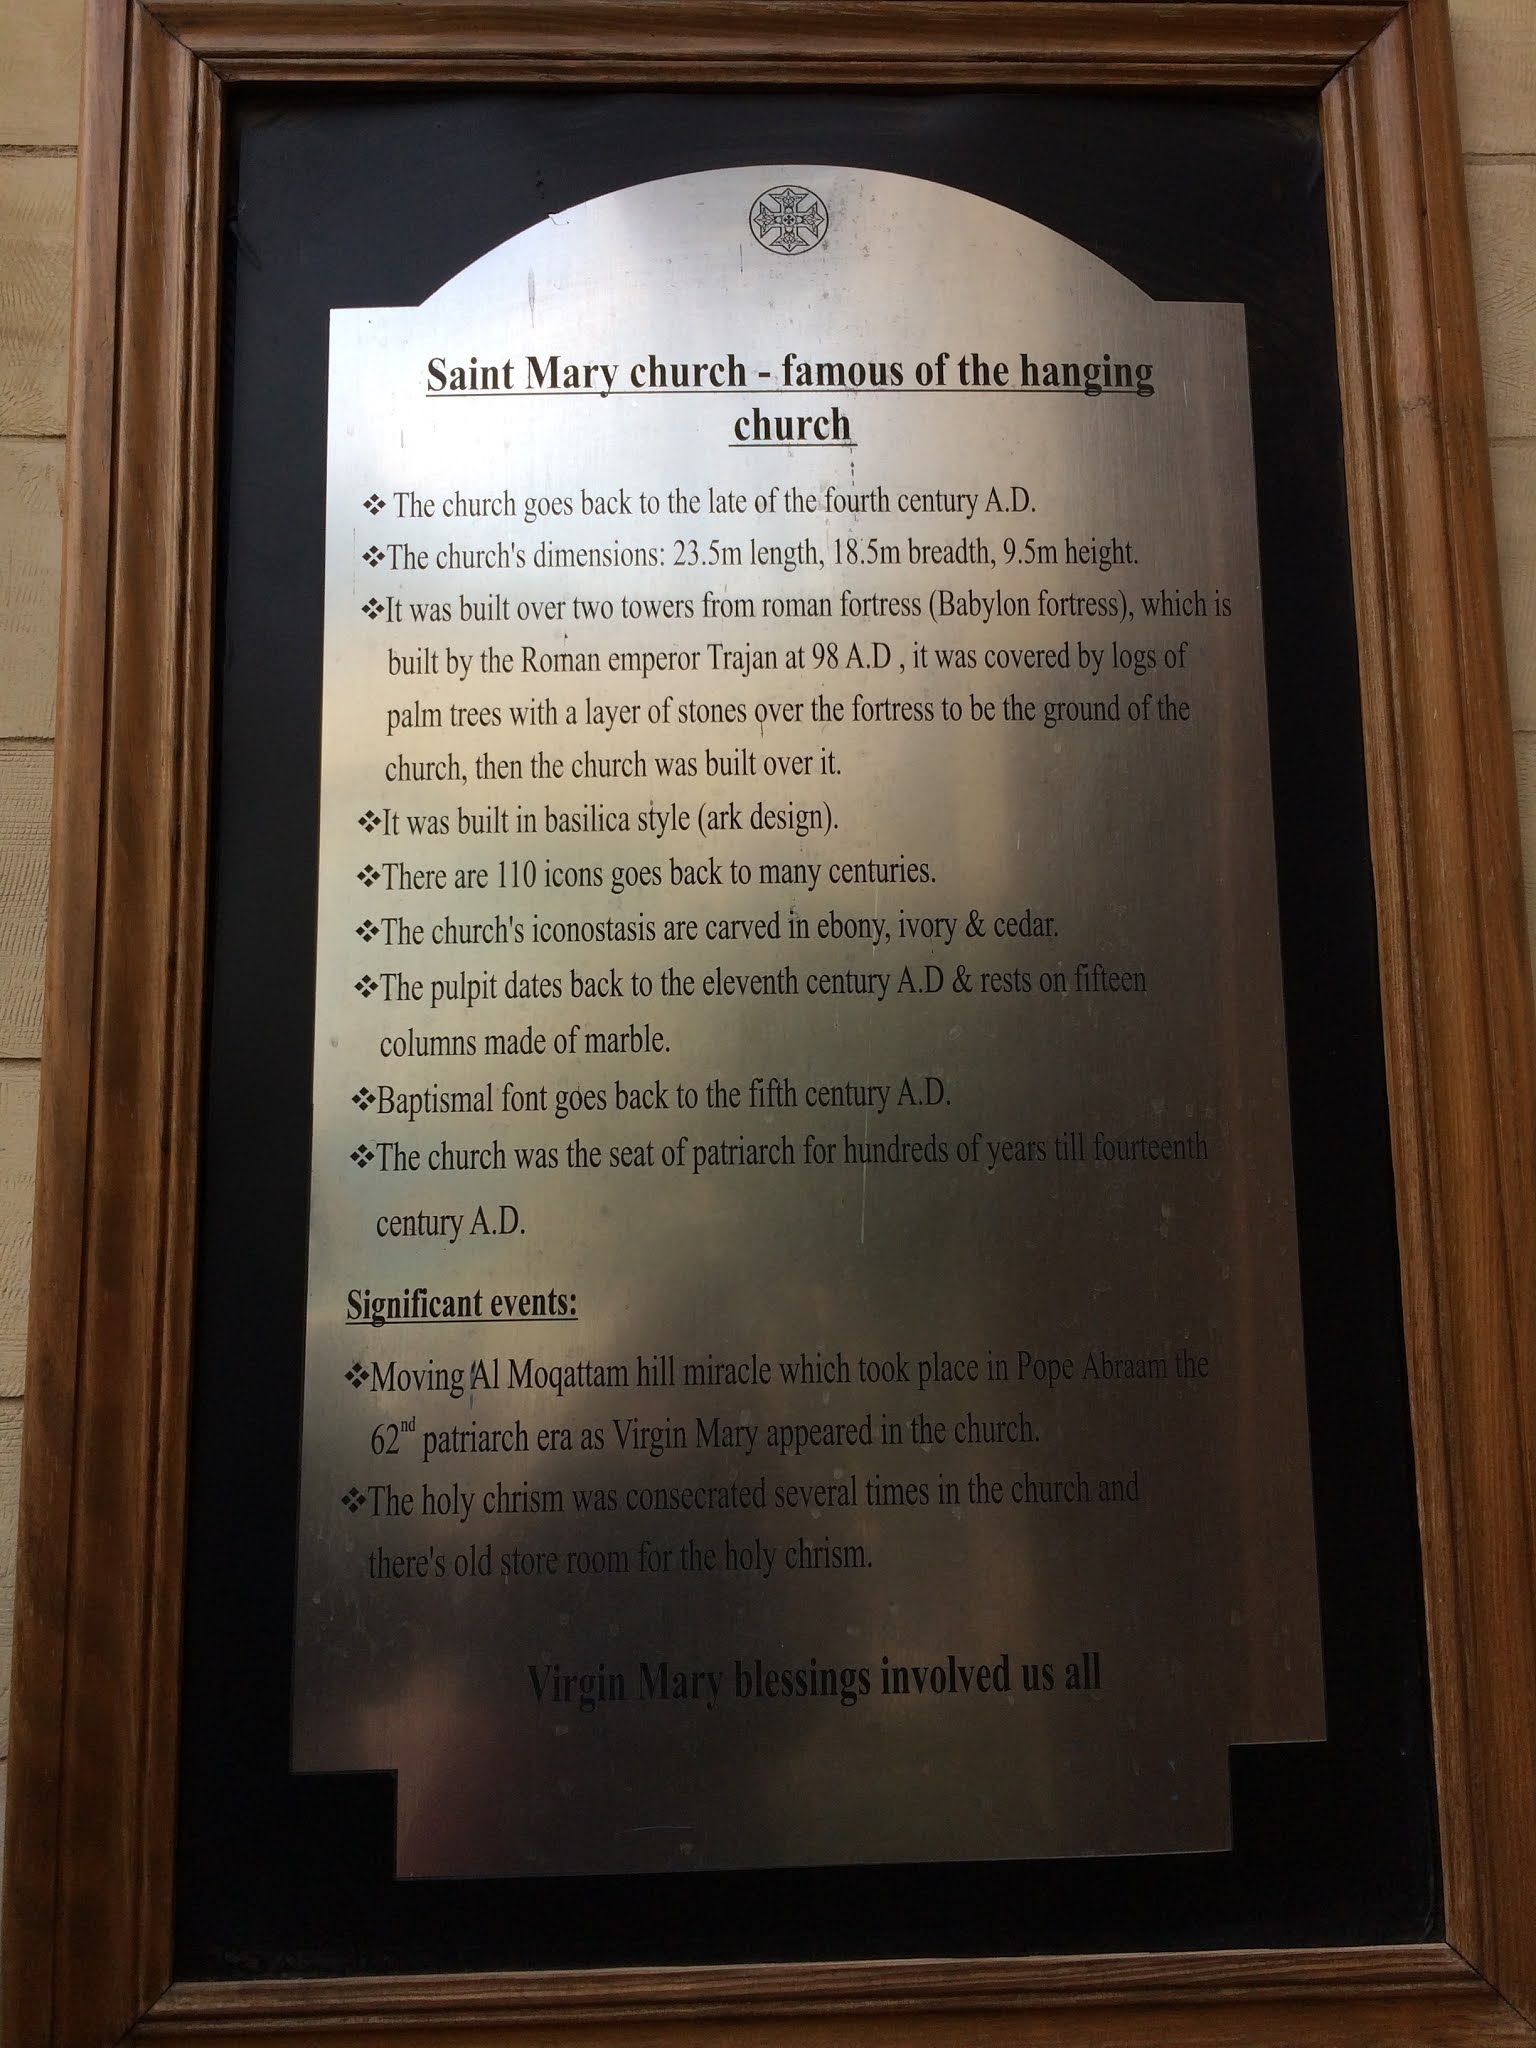 Saint Mary church - famous of the hanging
church
❖ The church goes back to the late of the fourth century A.D.
❖The church's dimensions: 23.5m length, 18.5m breadth, 9.5m height.
❖It was built over two towers from roman fortress (Babylon fortress), which is
built by the Roman emperor Trajan at 98 A.D , it was covered by logs of
palm trees with a layer of stones over the fortress to be the ground of the
church, then the church was built over it.
❖It was built in basilica style (ark design).
❖There are 110 icons goes back to many centuries.
❖The church's iconostasis are carved in ebony, ivory & cedar.
❖The pulpit dates back to the eleventh century A.D & rests on fifteen
columns made of marble.
❖Baptismal font goes back to the fifth century A.D.
❖The church was the seat of patriarch for hundreds of years till fourteenth
century A.D.
Significant events:
❖Moving Al Moqattam hill miracle which took place in Pope Abraam the
62nd patriarch era as Virgin Mary appeared in the church.
❖The holy chrism was consecrated several times in the church and
there's old store room for the holy chrism.
Virgin Mary blessings involved us all